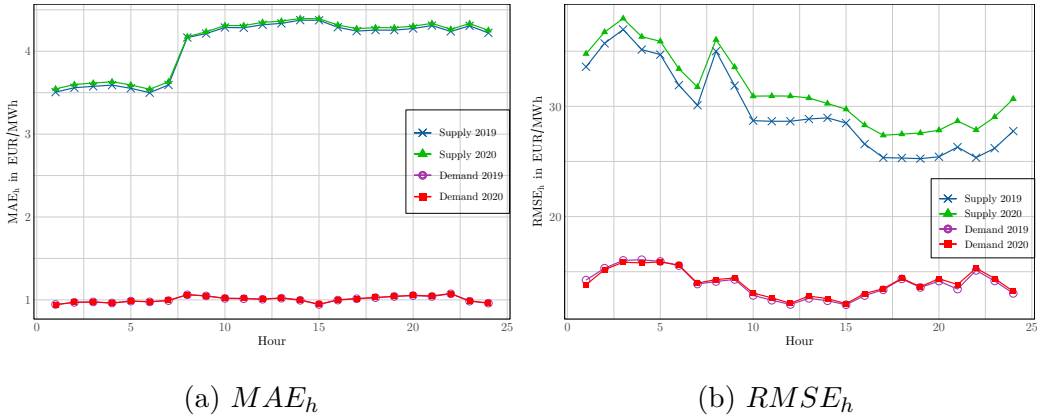 4
3
2
1
0
5
10
15
20
25
MAE_h in EUR/MWh
Hour
Supply 2019
Supply 2020
Demand 2019
Demand 2020
(a) MAE_h
30
20
0
5
10
15
20
25
RMSE_h in EUR/MWh
Hour
Supply 2019
Supply 2020
Demand 2019
Demand 2020
(b) RMSE_h